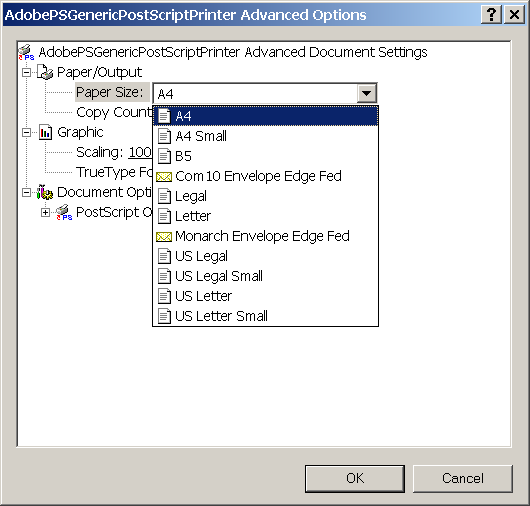 AdobePSGenericPostScriptPrinter Advanced Options
AdobePSGenericPostScriptPrinter Advanced Document Settings
Paper/Output
Paper Size: A4
Copy Count
A4
A4 Small
B5
Com10 Envelope Edge Fed
Legal
Letter
Monarch Envelope Edge Fed
US Legal
US Legal Small
US Letter
US Letter Small
Graphic
Scaling: 100
TrueType Fo
Document Opti
PostScript O
OK
Cancel